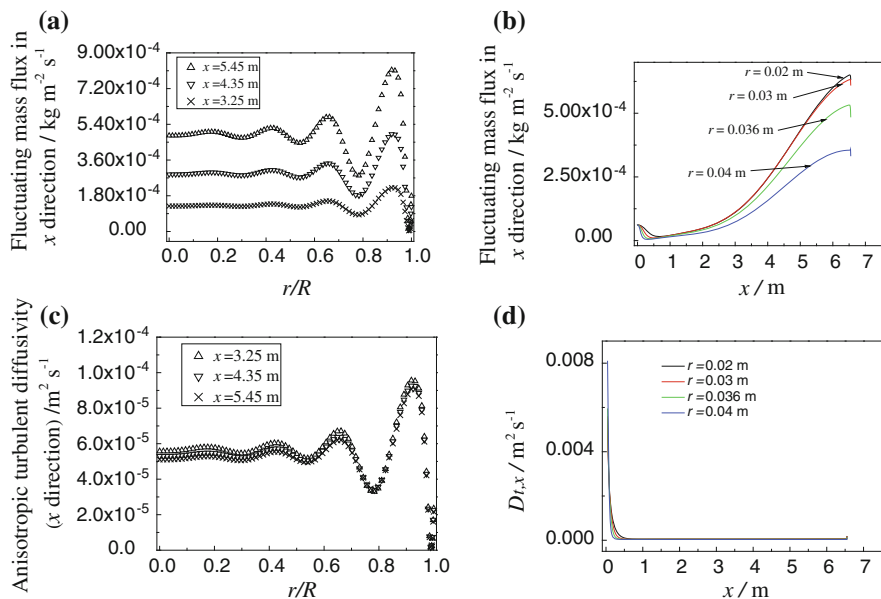 (a)
Fluctuating mass flux in
x direction / kg m⁻² s⁻¹
9.00x10⁻⁴
7.20x10⁻⁴
5.40x10⁻⁴
3.60x10⁻⁴
1.80x10⁻⁴
0.00
x =5.45 m
x =4.35 m
x =3.25 m
0.0 0.2 0.4 0.6 0.8 1.0
r/R
(b)
Fluctuating mass flux in
x direction / kg m⁻² s⁻¹
5.00x10⁻⁴
2.50x10⁻⁴
0.00
r = 0.02 m
r = 0.03 m
r = 0.036 m
r = 0.04 m
0 1 2 3 4 5 6 7
x / m
(c)
Anisotropic turbulent diffusivity
(x direction) /m² s⁻¹
1.2x10⁻⁴
1.0x10⁻⁴
8.0x10⁻⁵
6.0x10⁻⁵
4.0x10⁻⁵
2.0x10⁻⁵
0.0
x =3.25 m
x =4.35 m
x =5.45 m
0.0 0.2 0.4 0.6 0.8 1.0
r/R
(d)
Dt,x / m² s⁻¹
0.008
0.004
0.000
r =0.02 m
r =0.03 m
r =0.036 m
r =0.04 m
0 1 2 3 4 5 6 7
x / m